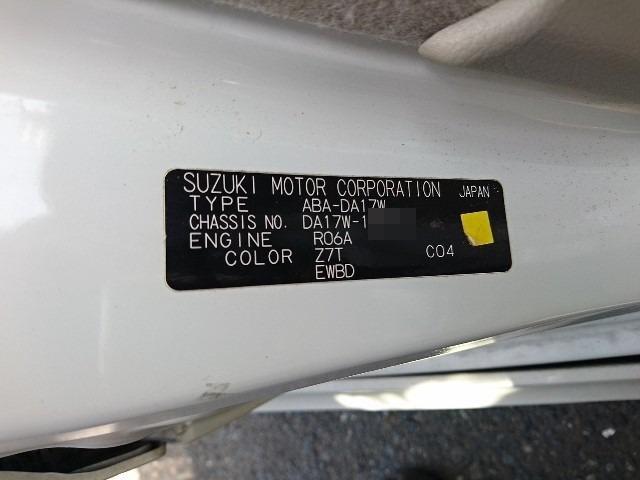 SUZUKI MOTOR CORPORATION JAPAN
TYPE ABA-DA17W
CHASSIS NO. DA17W-1
ENGINE R06A
COLOR Z7T C04
EWBD